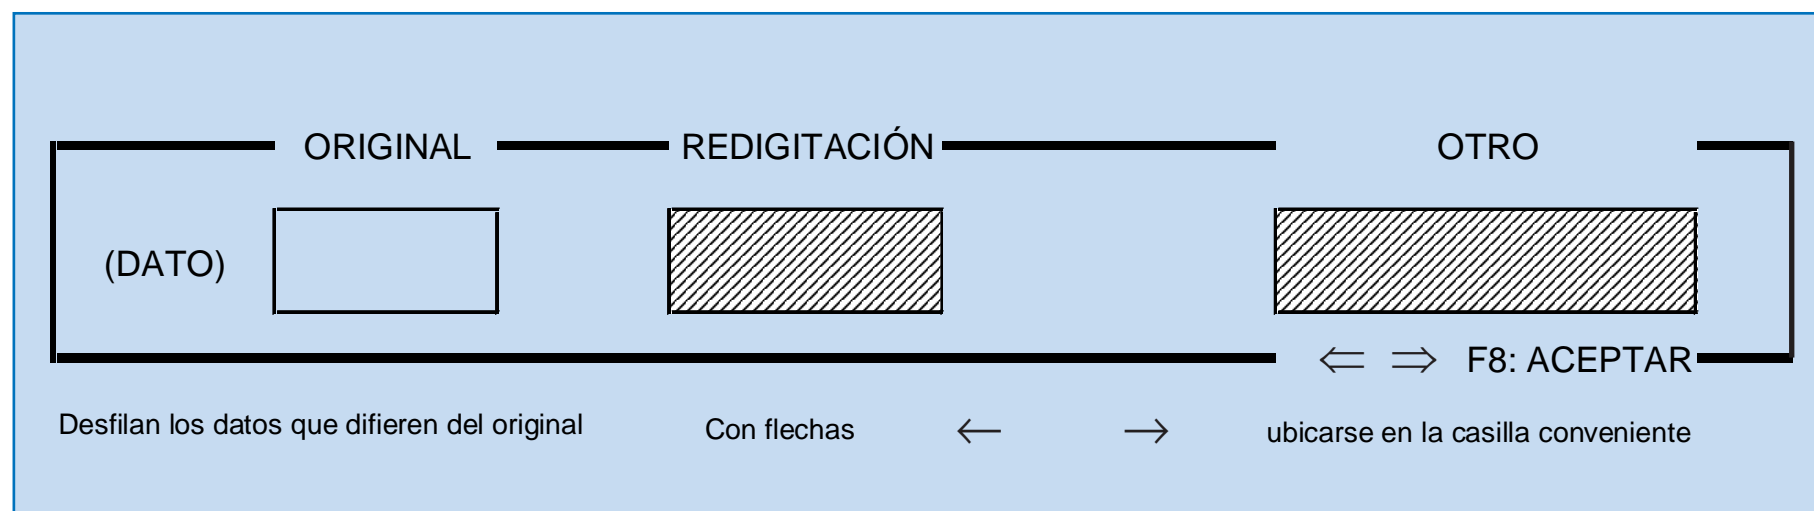 ORIGINAL REDIGITACIÓN OTRO
(DATO)
⇐ ⇒ F8: ACEPTAR
Desfilan los datos que difieren del original Con flechas ← → ubicarse en la casilla conveniente